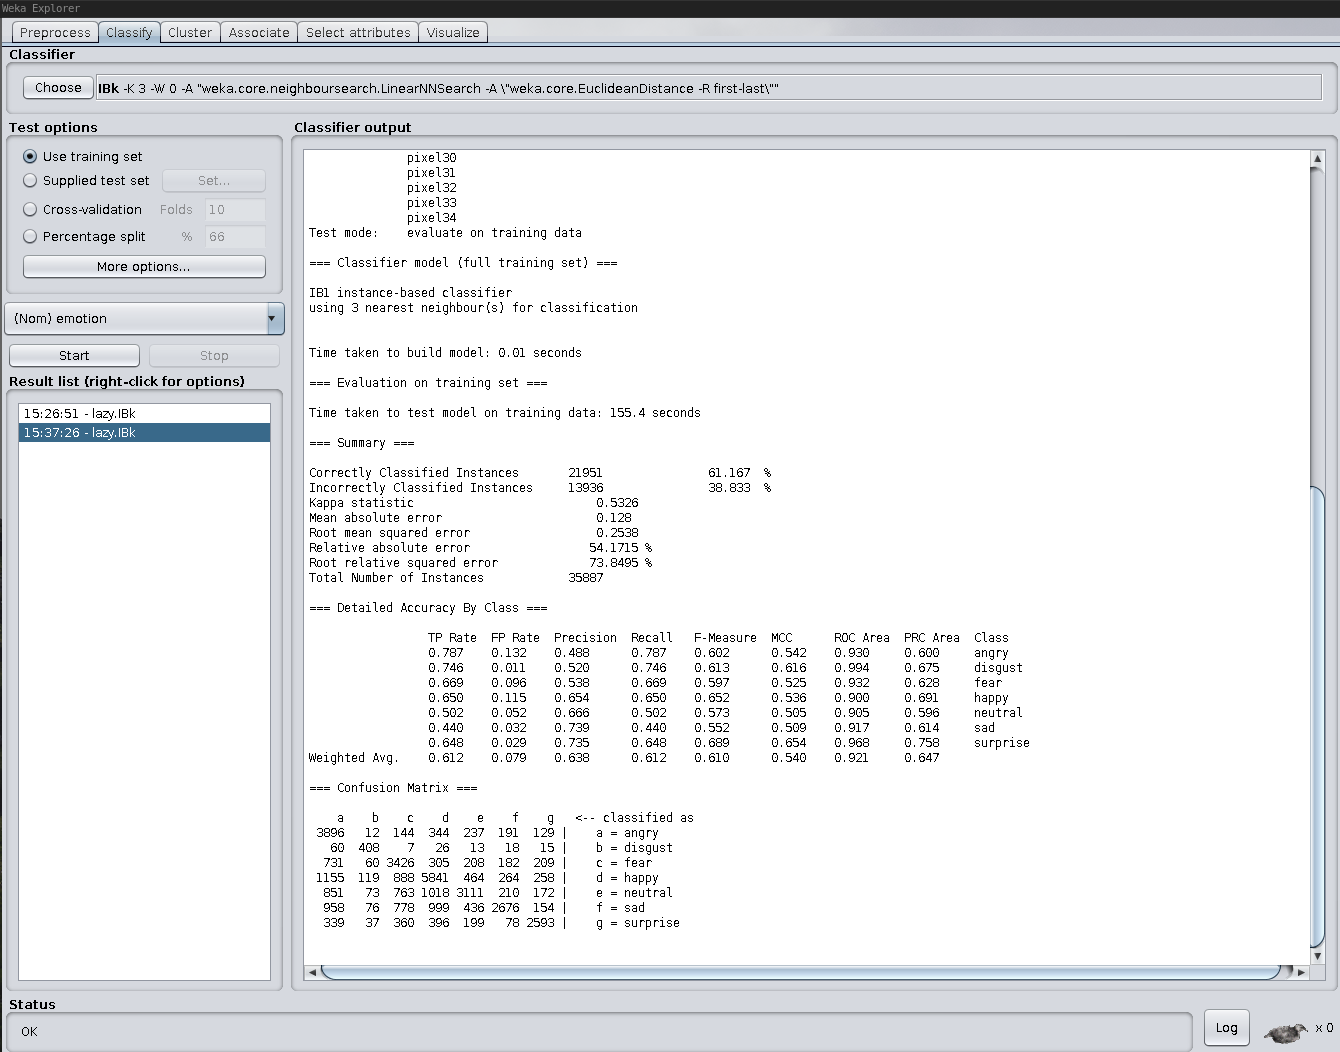 Weka Explorer
Preprocess Classify Cluster Associate Select attributes Visualize
Classifier
Choose IBk -K 3 -W 0 -A "weka.core.neighboursearch.LinearNNSearch -A \"weka.core.EuclideanDistance -R first-last\""
Test options
Use training set
Supplied test set Set...
Cross-validation Folds 10
Percentage split % 66
More options...
(Nom) emotion
Start Stop
Result list (right-click for options)
15:26:51 - lazy.IBk
15:37:26 - lazy.IBk
Classifier output
pixel30
pixel31
pixel32
pixel33
pixel34
Test mode: evaluate on training data
=== Classifier model (full training set) ===
IB1 instance-based classifier
using 3 nearest neighbour(s) for classification
Time taken to build model: 0.01 seconds
=== Evaluation on training set ===
Time taken to test model on training data: 155.4 seconds
=== Summary ===
Correctly Classified Instances 21951 61.167 %
Incorrectly Classified Instances 13936 38.833 %
Kappa statistic 0.5326
Mean absolute error 0.128
Root mean squared error 0.2538
Relative absolute error 54.1715 %
Root relative squared error 73.8495 %
Total Number of Instances 35887
=== Detailed Accuracy By Class ===
TP Rate FP Rate Precision Recall F-Measure MCC ROC Area PRC Area Class
0.787 0.132 0.488 0.787 0.602 0.542 0.930 0.600 angry
0.746 0.011 0.520 0.746 0.613 0.616 0.994 0.675 disgust
0.669 0.096 0.538 0.669 0.597 0.525 0.932 0.628 fear
0.650 0.115 0.654 0.650 0.652 0.536 0.900 0.691 happy
0.502 0.052 0.666 0.502 0.573 0.505 0.905 0.596 neutral
0.440 0.032 0.739 0.440 0.552 0.509 0.917 0.614 sad
0.648 0.029 0.735 0.648 0.689 0.654 0.968 0.758 surprise
Weighted Avg. 0.612 0.079 0.638 0.612 0.610 0.540 0.921 0.647
=== Confusion Matrix ===
a b c d e f g <-- classified as
3896 12 144 344 237 191 129 | a = angry
60 408 7 26 13 18 15 | b = disgust
731 60 3426 305 208 182 209 | c = fear
1155 119 888 5841 464 264 258 | d = happy
851 73 763 1018 3111 210 172 | e = neutral
958 76 778 999 436 2676 154 | f = sad
339 37 360 396 199 78 2593 | g = surprise
Status
OK
Log x 0